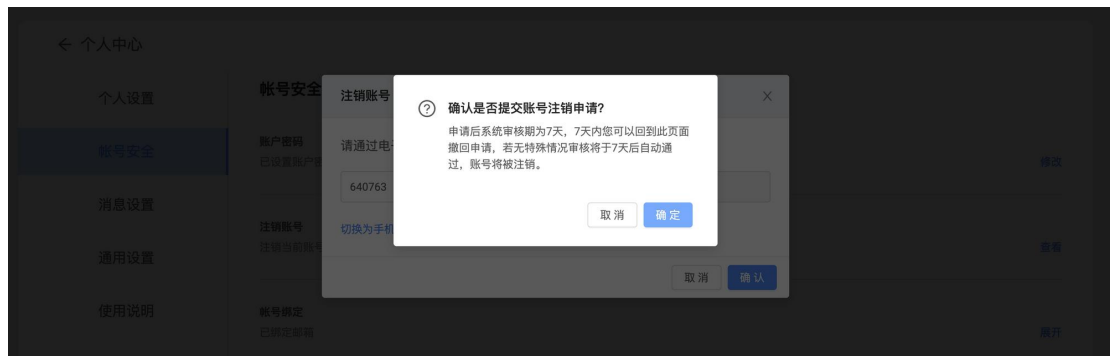 ← 个人中心
个人设置
帐号安全
消息设置
通用设置
使用说明
帐号安全
账户密码
已设置账户密
修改
注销账号
注销当前账号
查看
帐号绑定
已绑定邮箱
展开
注销账号
请通过电子
640763
切换为手机
取消
确认
确认是否提交账号注销申请?
申请后系统审核期为7天，7天内您可以回到此页面
撤回申请，若无特殊情况审核将于7天后自动通
过，账号将被注销。
取消
确定